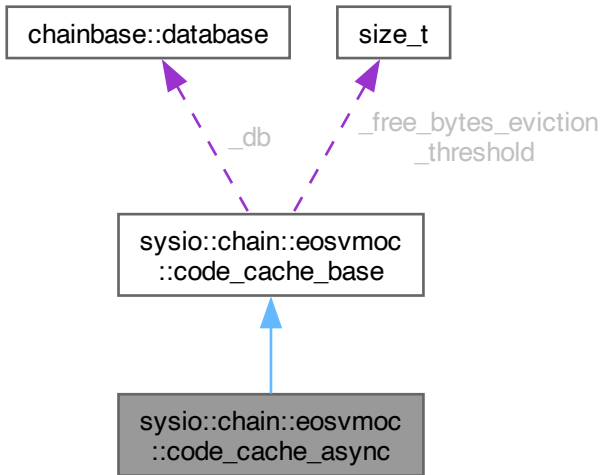 chainbase::database
size_t
_db
_free_bytes_eviction
_threshold
sysio::chain::eosvmoc
::code_cache_base
sysio::chain::eosvmoc
::code_cache_async